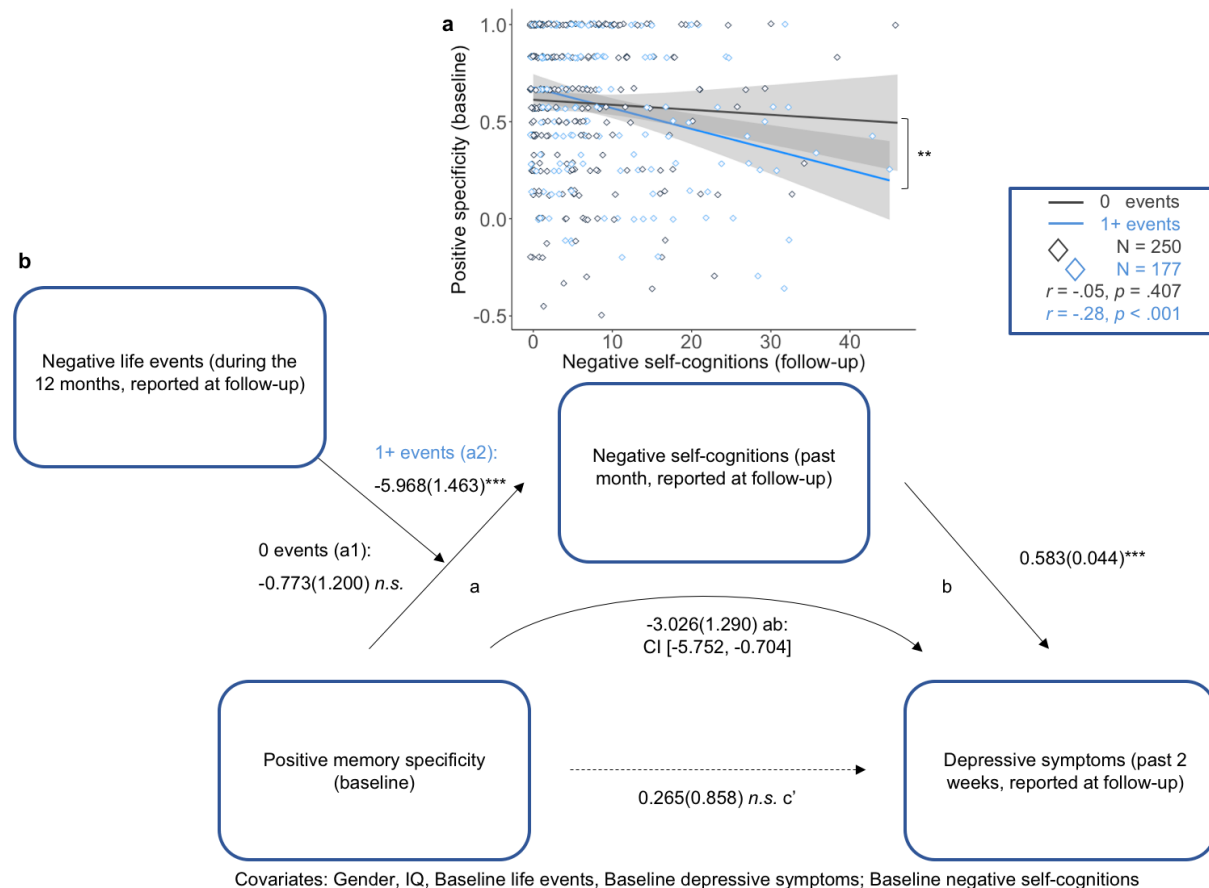 a
1.0
0.5
0.0
-0.5
Positive specificity (baseline)
0
10
20
30
40
Negative self-cognitions (follow-up)
**
0 events
1+ events
N = 250
N = 177
r = -.05, p = .407
r = -.28, p < .001
b
Negative life events (during the
12 months, reported at follow-up)
1+ events (a2):
-5.968(1.463)***
Negative self-cognitions (past
month, reported at follow-up)
0 events (a1):
-0.773(1.200) n.s.
a
b
0.583(0.044)***
-3.026(1.290) ab:
CI [-5.752, -0.704]
Positive memory specificity
(baseline)
0.265(0.858) n.s. c’
Depressive symptoms (past 2
weeks, reported at follow-up)
Covariates: Gender, IQ, Baseline life events, Baseline depressive symptoms; Baseline negative self-cognitions